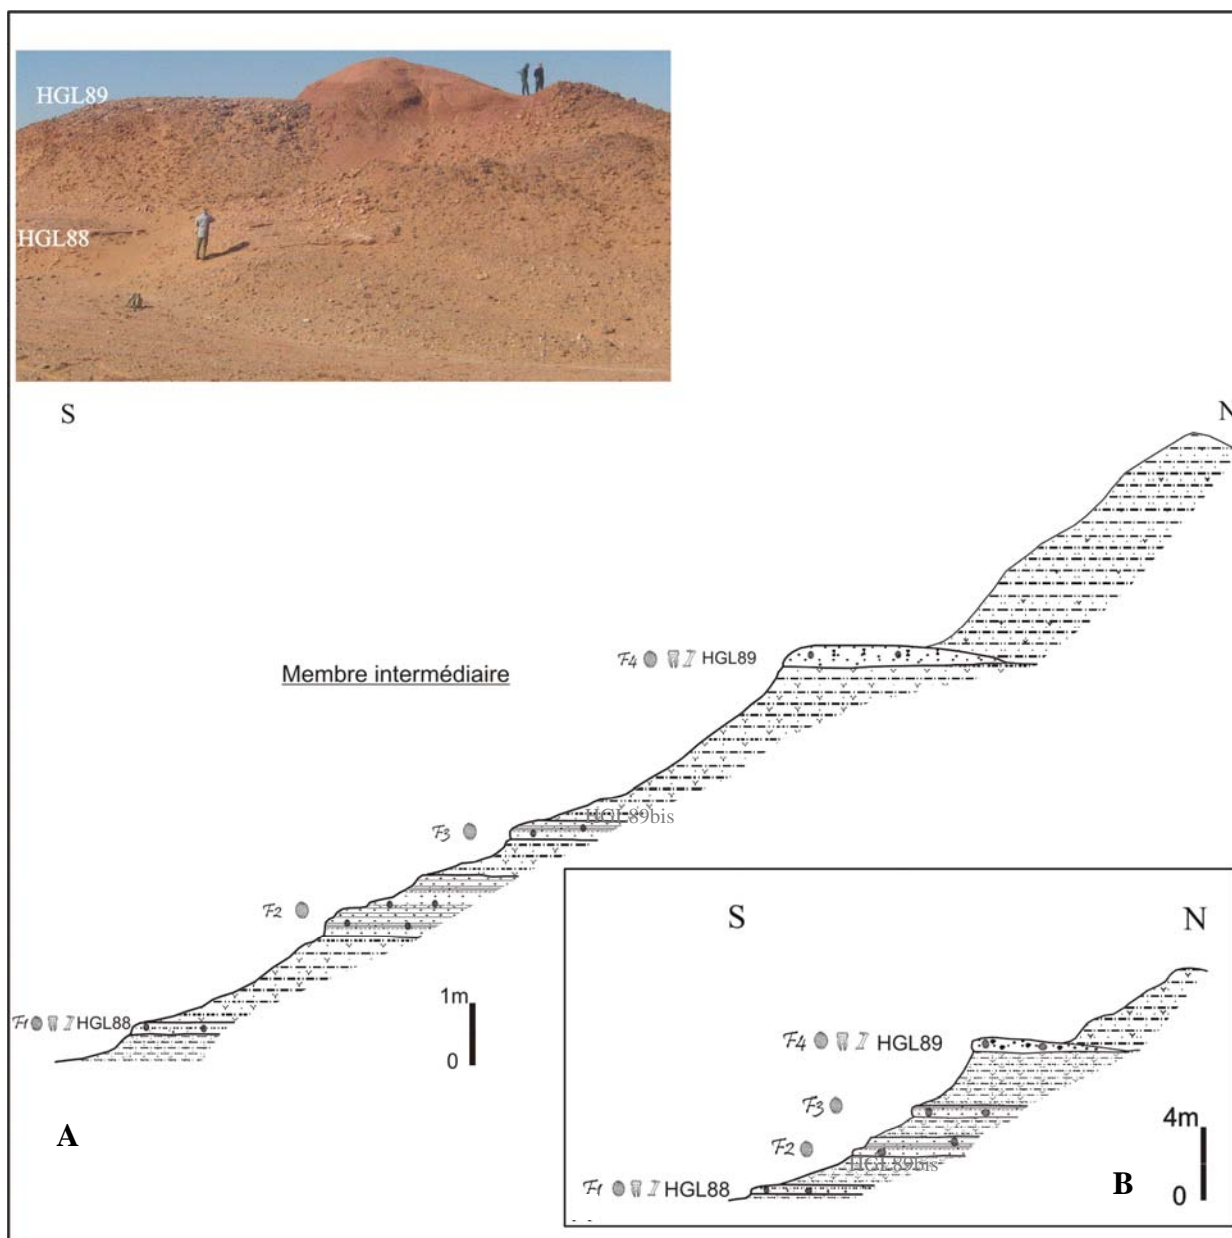 HGL89
HGL88
S
N
F4 HGL89
Membre intermédiaire
HGL89bis
F3
F2
1m
F1 HGL88
0
A
S
N
F4 HGL89
F3
4m
F2
HGL89bis
F1 HGL88
B
0